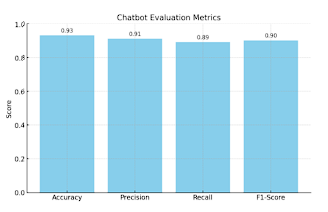 Chatbot Evaluation Metrics
1.0
0.8
0.6
0.4
0.2
0.0
Score
0.93
0.91
0.89
0.90
Accuracy
Precision
Recall
F1-Score